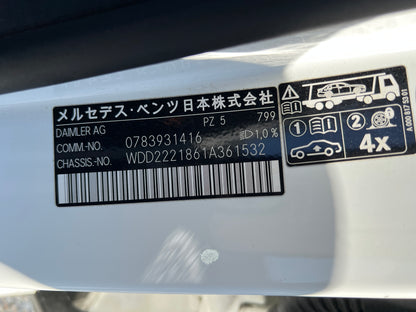 メルセデス・ベンツ日本株式会社
DAIMLER AG PZ 5 799
COMM.-NO. 0783931416 1,0%
CHASSIS.-NO. WDD2221861A361532
1
2
4x